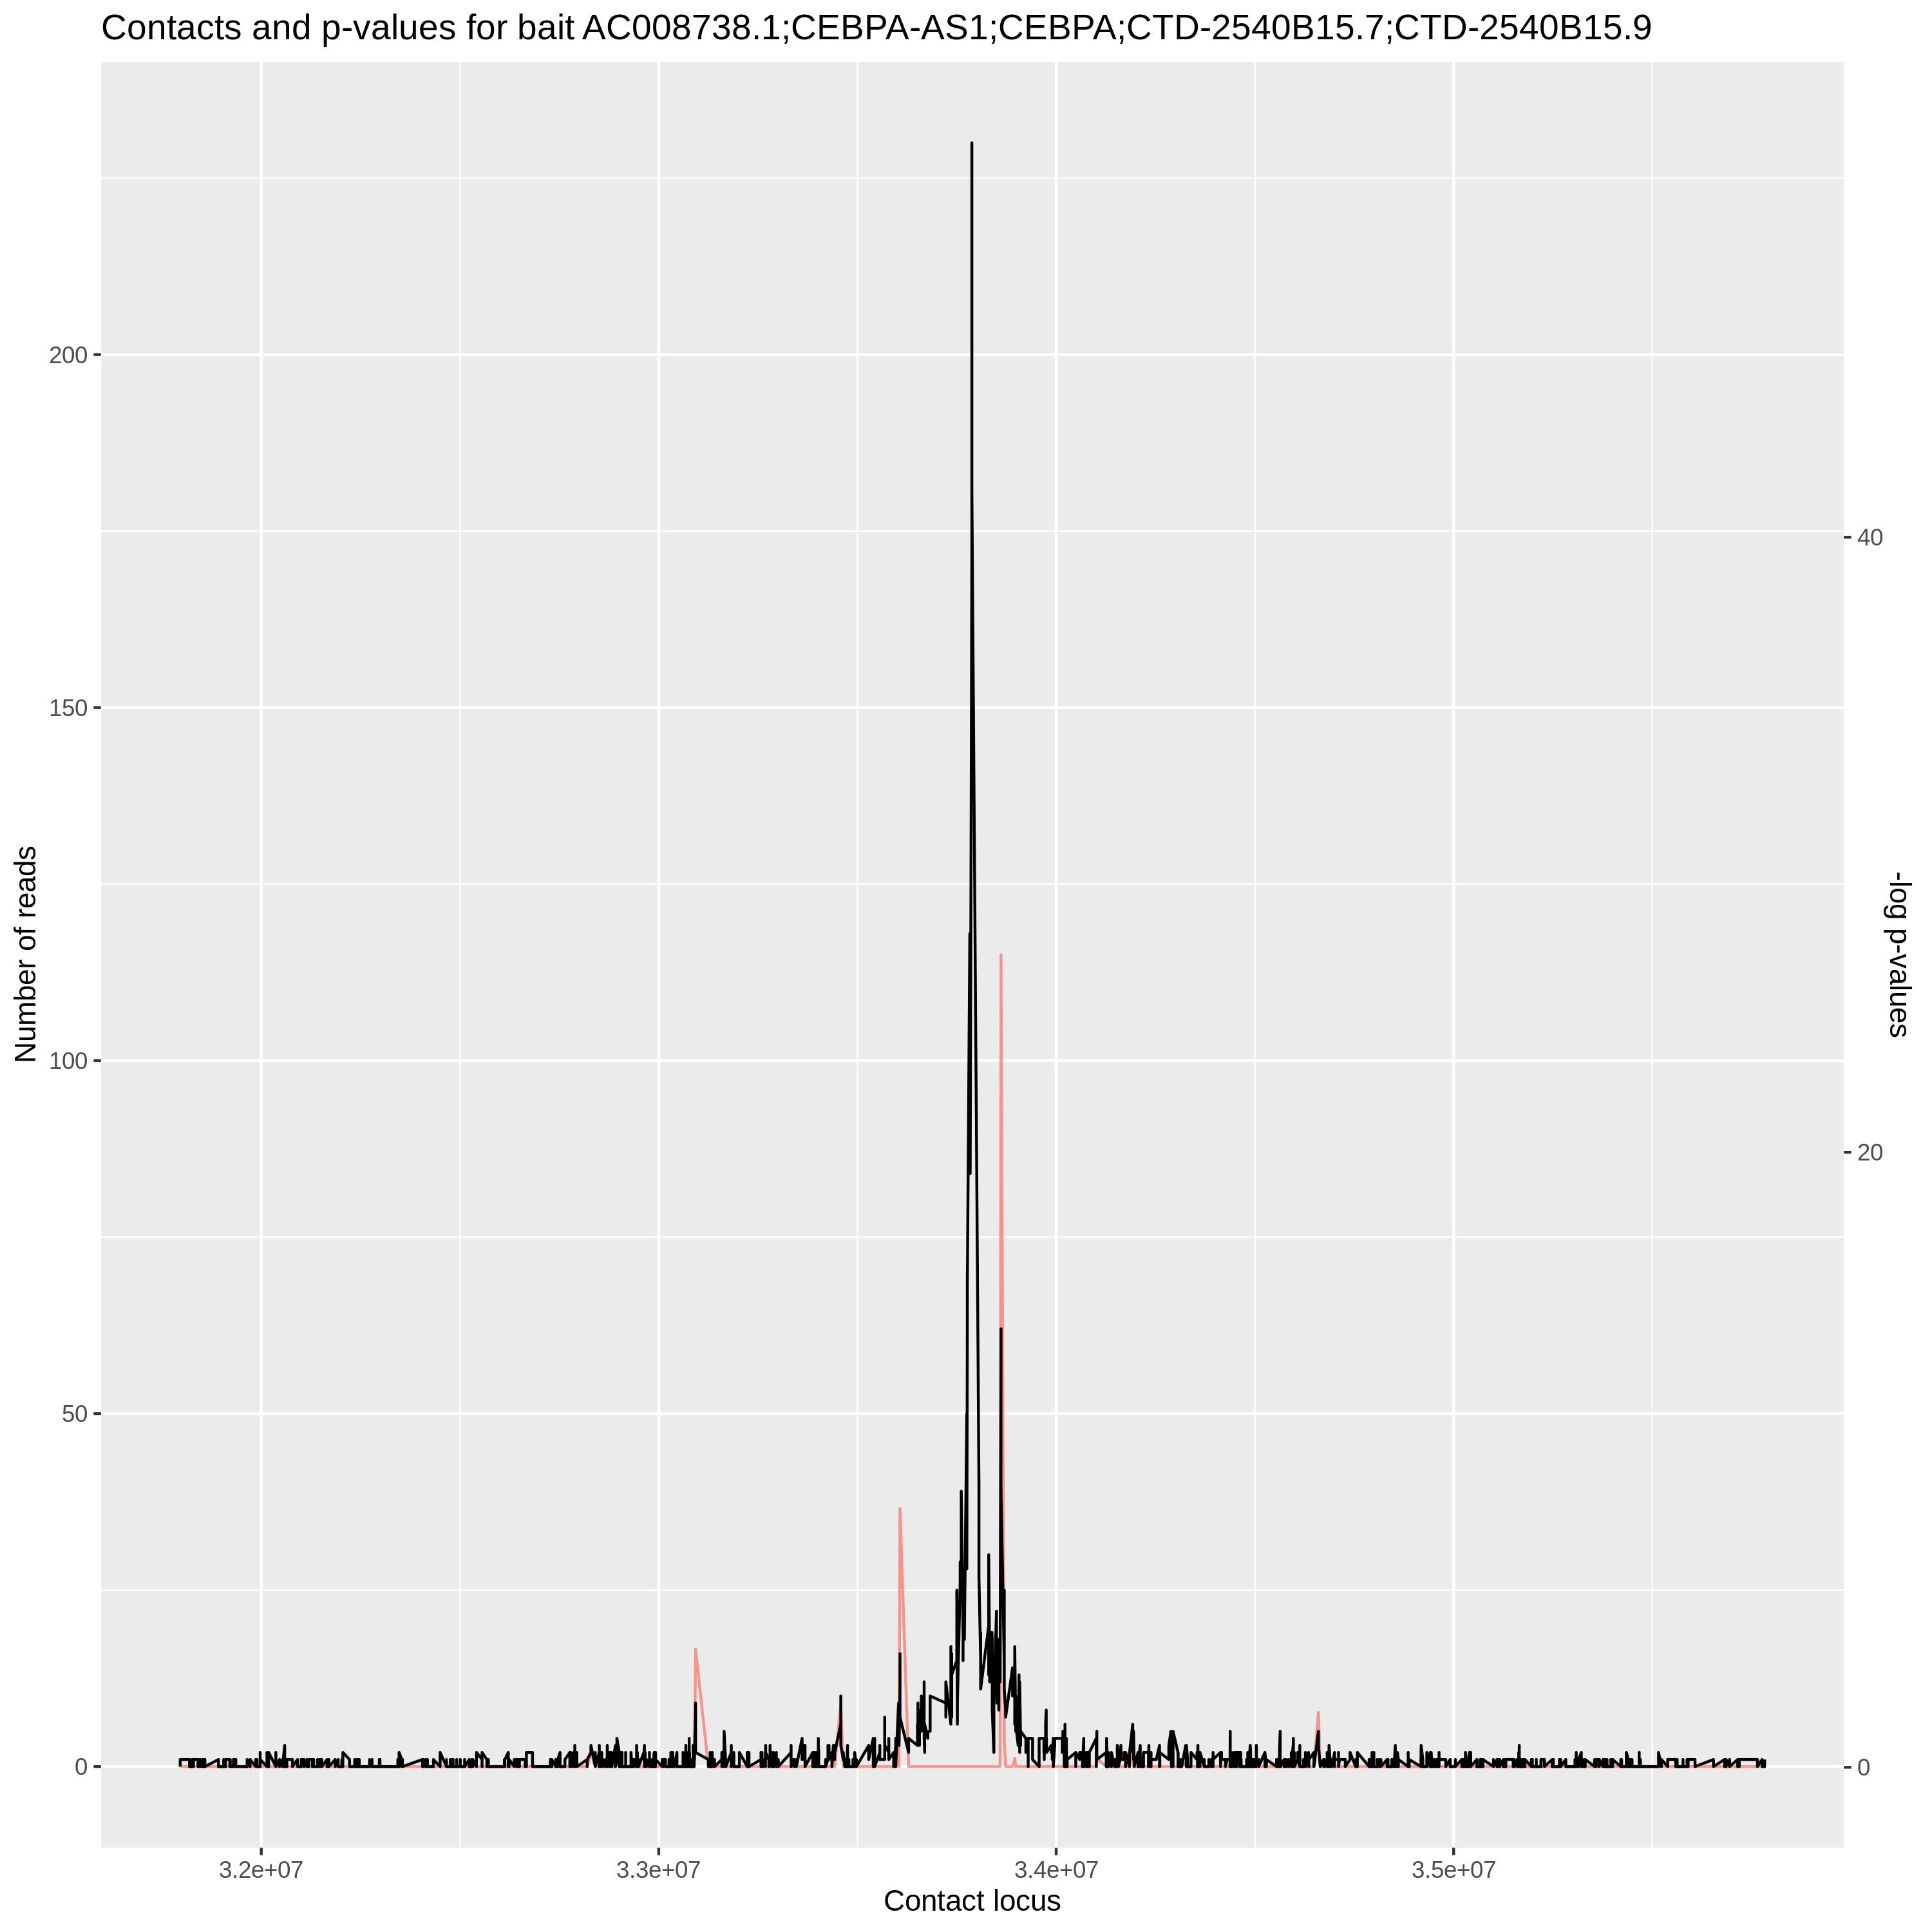 Contacts and p-values for bait AC008738.1;CEBPA-AS1;CEBPA;CTD-2540B15.7;CTD-2540B15.9
Number of reads
200
150
100
50
0
40
20
0
-log p-values
3.2e+07 3.3e+07 3.4e+07 3.5e+07
Contact locus